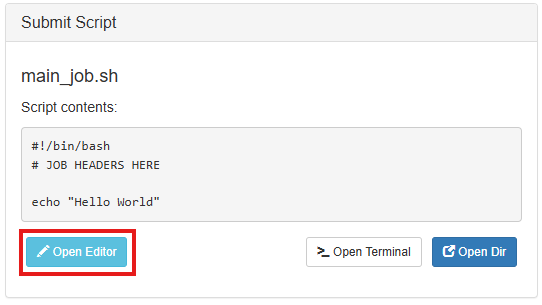 Submit Script
main_job.sh
Script contents:
#!/bin/bash
# JOB HEADERS HERE
echo "Hello World"
Open Editor
>_ Open Terminal
Open Dir